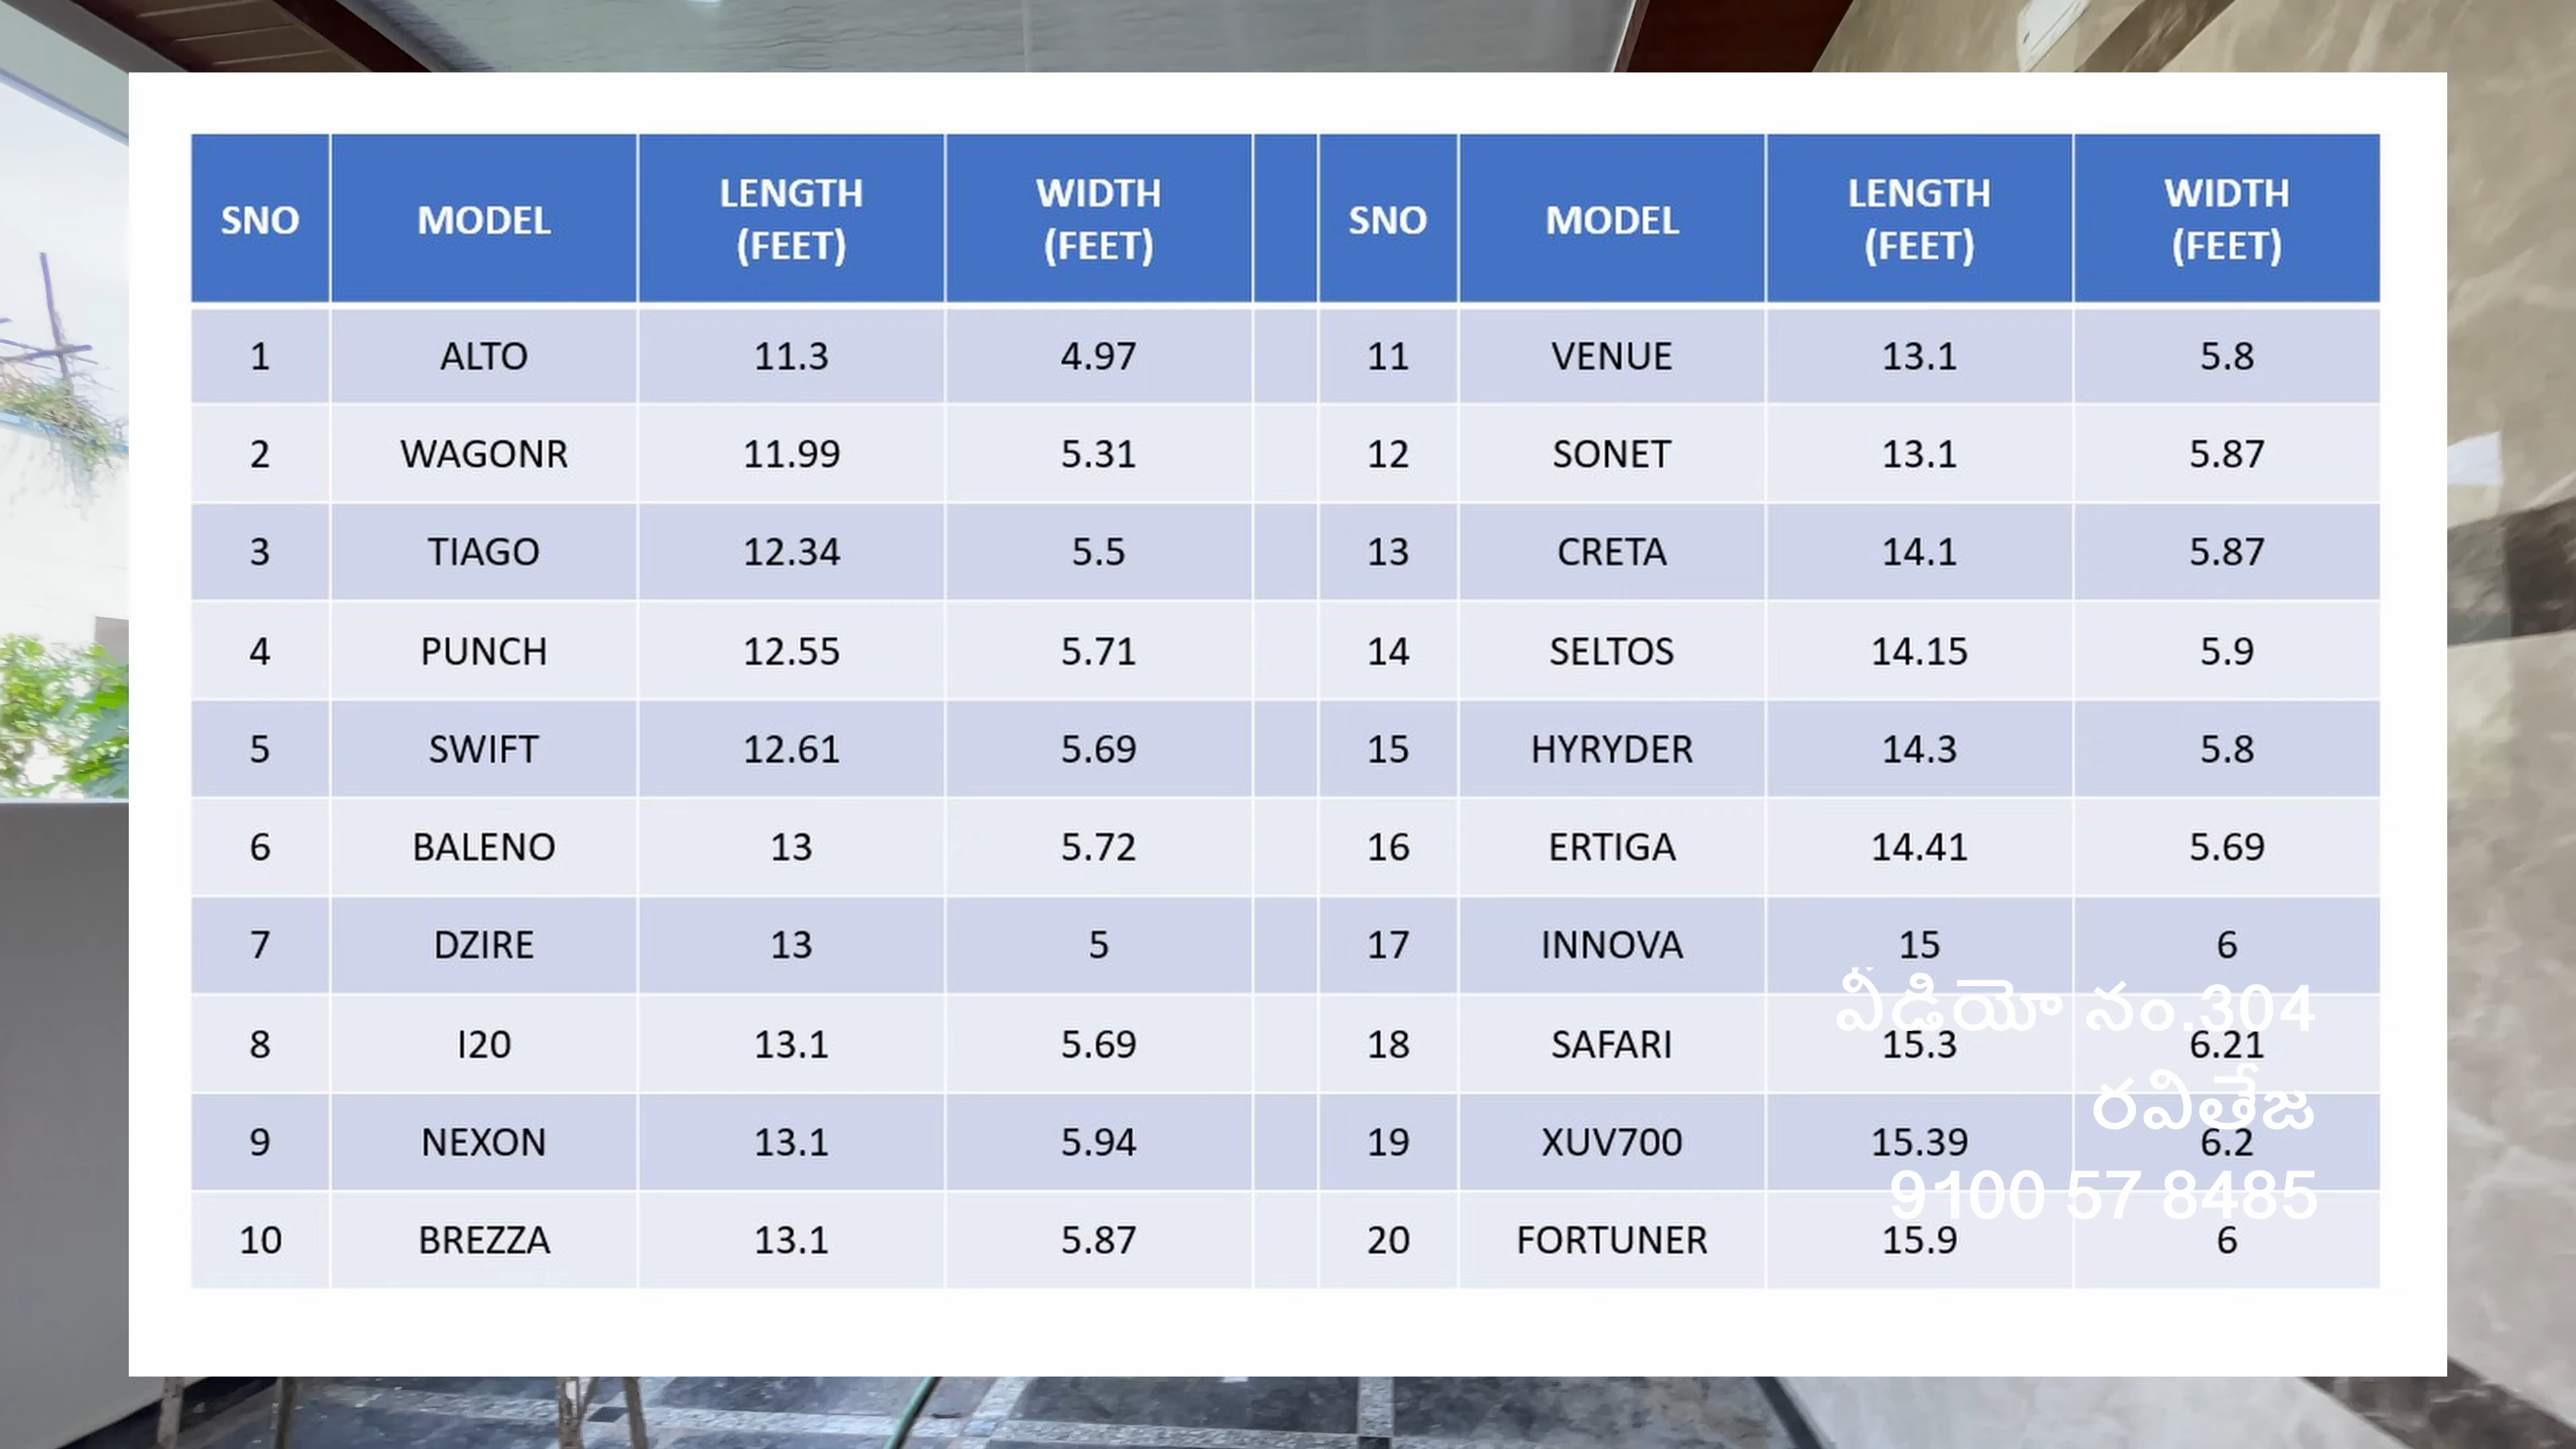 SNO MODEL LENGTH (FEET) WIDTH (FEET) SNO MODEL LENGTH (FEET) WIDTH (FEET)
1 ALTO 11.3 4.97 11 VENUE 13.1 5.8
2 WAGONR 11.99 5.31 12 SONET 13.1 5.87
3 TIAGO 12.34 5.5 13 CRETA 14.1 5.87
4 PUNCH 12.55 5.71 14 SELTOS 14.15 5.9
5 SWIFT 12.61 5.69 15 HYRYDER 14.3 5.8
6 BALENO 13 5.72 16 ERTIGA 14.41 5.69
7 DZIRE 13 5 17 INNOVA 15 6
8 I20 13.1 5.69 18 SAFARI 15.3 6.21
9 NEXON 13.1 5.94 19 XUV700 15.39 6.2
10 BREZZA 13.1 5.87 20 FORTUNER 15.9 6
వీడియో నం.304
రవితేజ
9100 57 8485